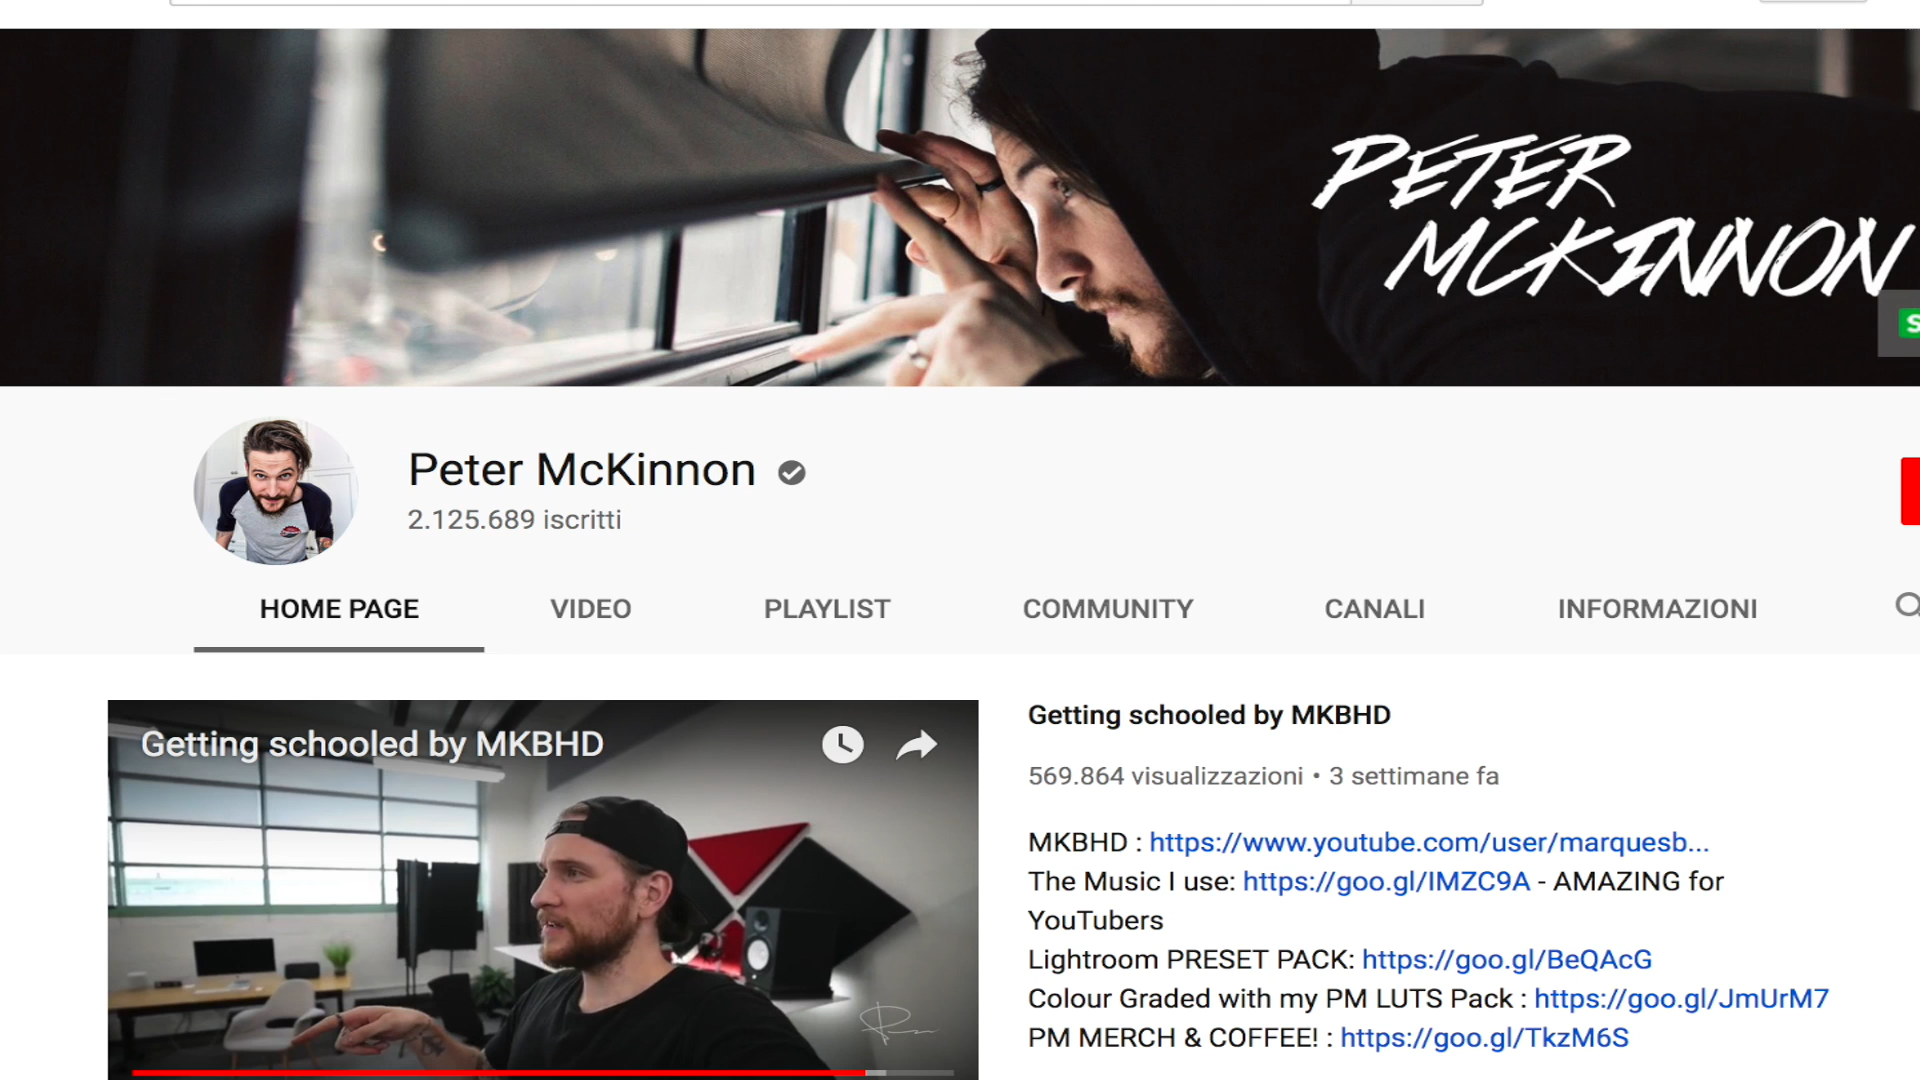 PETER
MCKINNON
S
Peter McKinnon
2.125.689 iscritti
HOME PAGE VIDEO PLAYLIST COMMUNITY CANALI INFORMAZIONI
Getting schooled by MKBHD
Getting schooled by MKBHD
569.864 visualizzazioni • 3 settimane fa
MKBHD : https://www.youtube.com/user/marquesb...
The Music I use: https://goo.gl/IMZC9A - AMAZING for
YouTubers
Lightroom PRESET PACK: https://goo.gl/BeQAcG
Colour Graded with my PM LUTS Pack : https://goo.gl/JmUrM7
PM MERCH & COFFEE! : https://goo.gl/TkzM6S